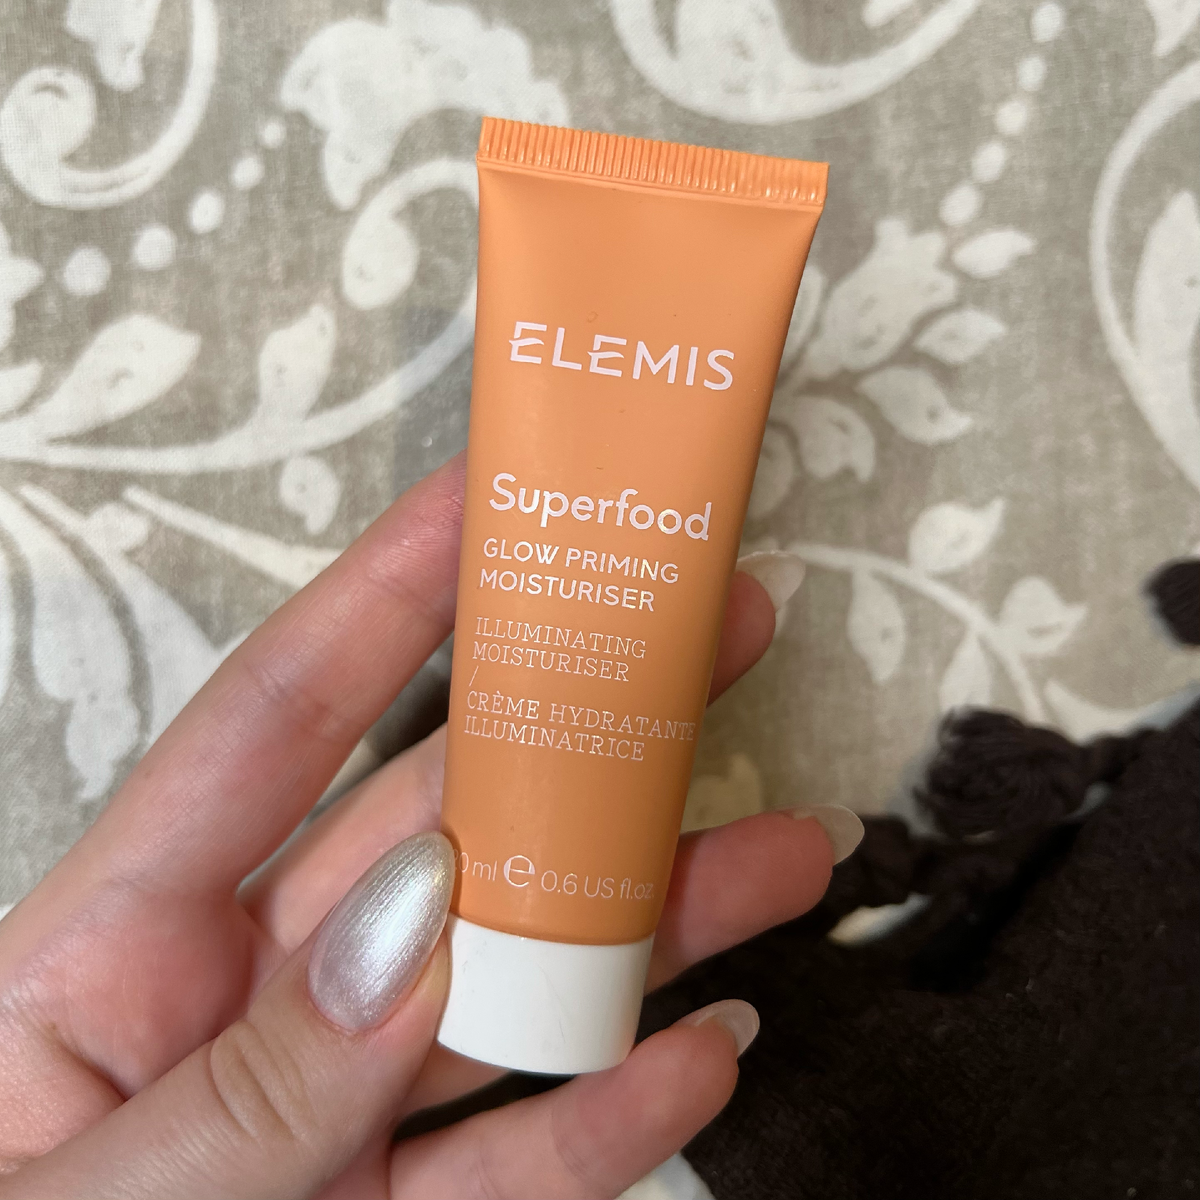 ELEMIS
Superfood
GLOW PRIMING
MOISTURISER
ILLUMINATING
MOISTURISER
/
CRÈME HYDRATANTE
ILLUMINATRICE
ml e 0.6 US fl.oz